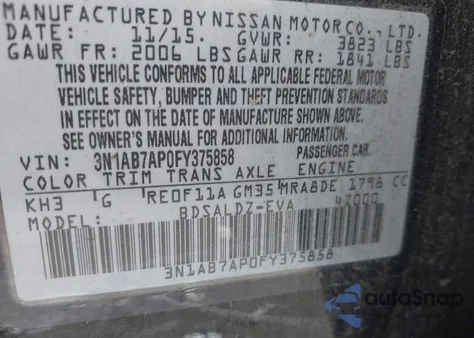 MANUFACTURED BY NISSAN MOTOR CO., LTD.
DATE: 11/15. GVWR: 3823 LBS
GAWR FR: 2006 LBS GAWR RR: 1841 LBS
THIS VEHICLE CONFORMS TO ALL APPLICABLE FEDERAL MOTOR
VEHICLE SAFETY, BUMPER AND THEFT PREVENTION STANDARDS
IN EFFECT ON THE DATE OF MANUFACTURE SHOWN ABOVE.
SEE OWNER'S MANUAL FOR ADDITIONAL INFORMATION.
VIN: 3N1AB7AP0FY375858 PASSENGER CAR.
COLOR TRIM TRANS AXLE ENGINE
KH3 G RE0F11A GM35 MRA8DE 1798 CC
MODEL: BDSALDZ-EVA 47000
3N1AB7AP0FY375858
autoSnap